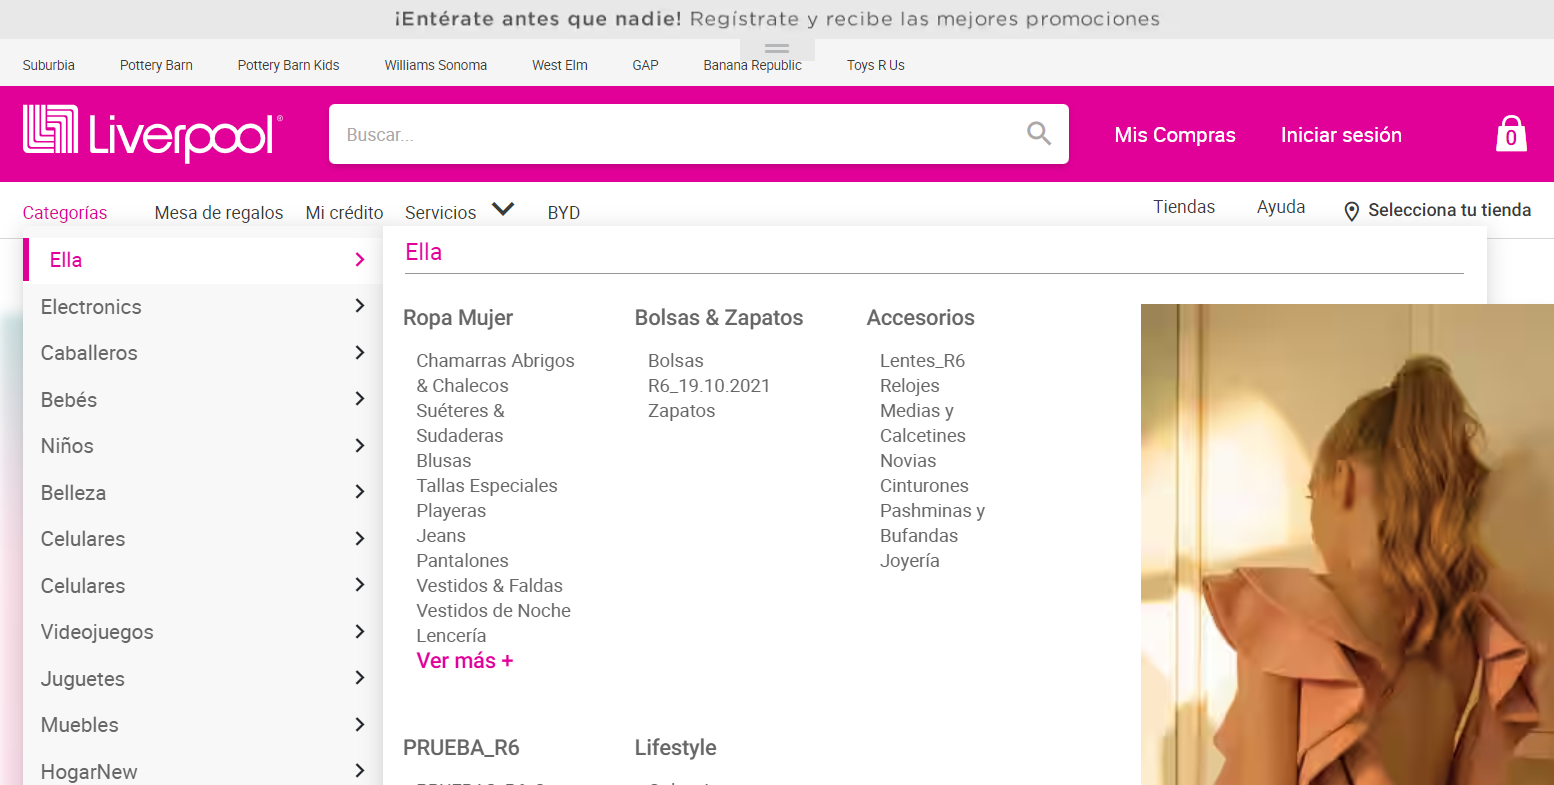 ¡Entérate antes que nadie! Regístrate y recibe las mejores promociones
Suburbia
Pottery Barn
Pottery Barn Kids
Williams Sonoma
West Elm
GAP
Banana Republic
Toys R Us
Liverpool®
Buscar...
Mis Compras
Iniciar sesión
0
Categorías
Mesa de regalos
Mi crédito
Servicios
BYD
Tiendas
Ayuda
Selecciona tu tienda
Ella
Electronics
Caballeros
Bebés
Niños
Belleza
Celulares
Celulares
Videojuegos
Juguetes
Muebles
HogarNew
Ella
Ropa Mujer
Chamarras Abrigos
& Chalecos
Suéteres &
Sudaderas
Blusas
Tallas Especiales
Playeras
Jeans
Pantalones
Vestidos & Faldas
Vestidos de Noche
Lencería
Ver más +
Bolsas & Zapatos
Bolsas
R6_19.10.2021
Zapatos
Accesorios
Lentes_R6
Relojes
Medias y
Calcetines
Novias
Cinturones
Pashminas y
Bufandas
Joyería
PRUEBA_R6
Lifestyle